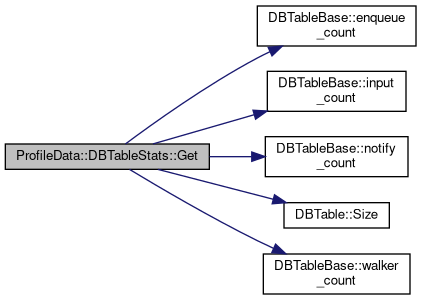 DBTableBase::enqueue
_count
DBTableBase::input
_count
ProfileData::DBTableStats::Get
DBTableBase::notify
_count
DBTable::Size
DBTableBase::walker
_count